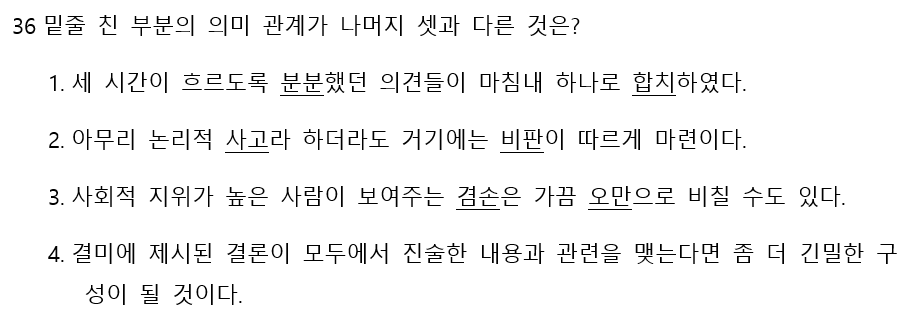 36 밑줄 친 부분의 의미 관계가 나머지 셋과 다른 것은?
1. 세 시간이 흐르도록 분분했던 의견들이 마침내 하나로 합치하였다.
2. 아무리 논리적 사고라 하더라도 거기에는 비판이 따르게 마련이다.
3. 사회적 지위가 높은 사람이 보여주는 겸손은 가끔 오만으로 비칠 수도 있다.
4. 결미에 제시된 결론이 모두에서 진술한 내용과 관련을 맺는다면 좀 더 긴밀한 구
성이 될 것이다.